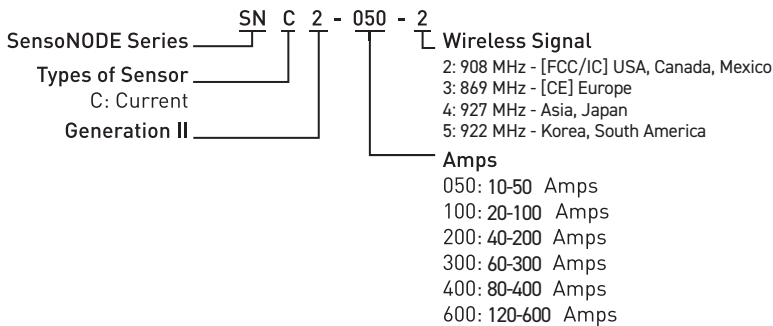 SN C 2 - 050 - 2
SensoNODE Series
Types of Sensor
C: Current
Generation II
Wireless Signal
2: 908 MHz - [FCC/IC] USA, Canada, Mexico
3: 869 MHz - [CE] Europe
4: 927 MHz - Asia, Japan
5: 922 MHz - Korea, South America
Amps
050: 10-50 Amps
100: 20-100 Amps
200: 40-200 Amps
300: 60-300 Amps
400: 80-400 Amps
600: 120-600 Amps